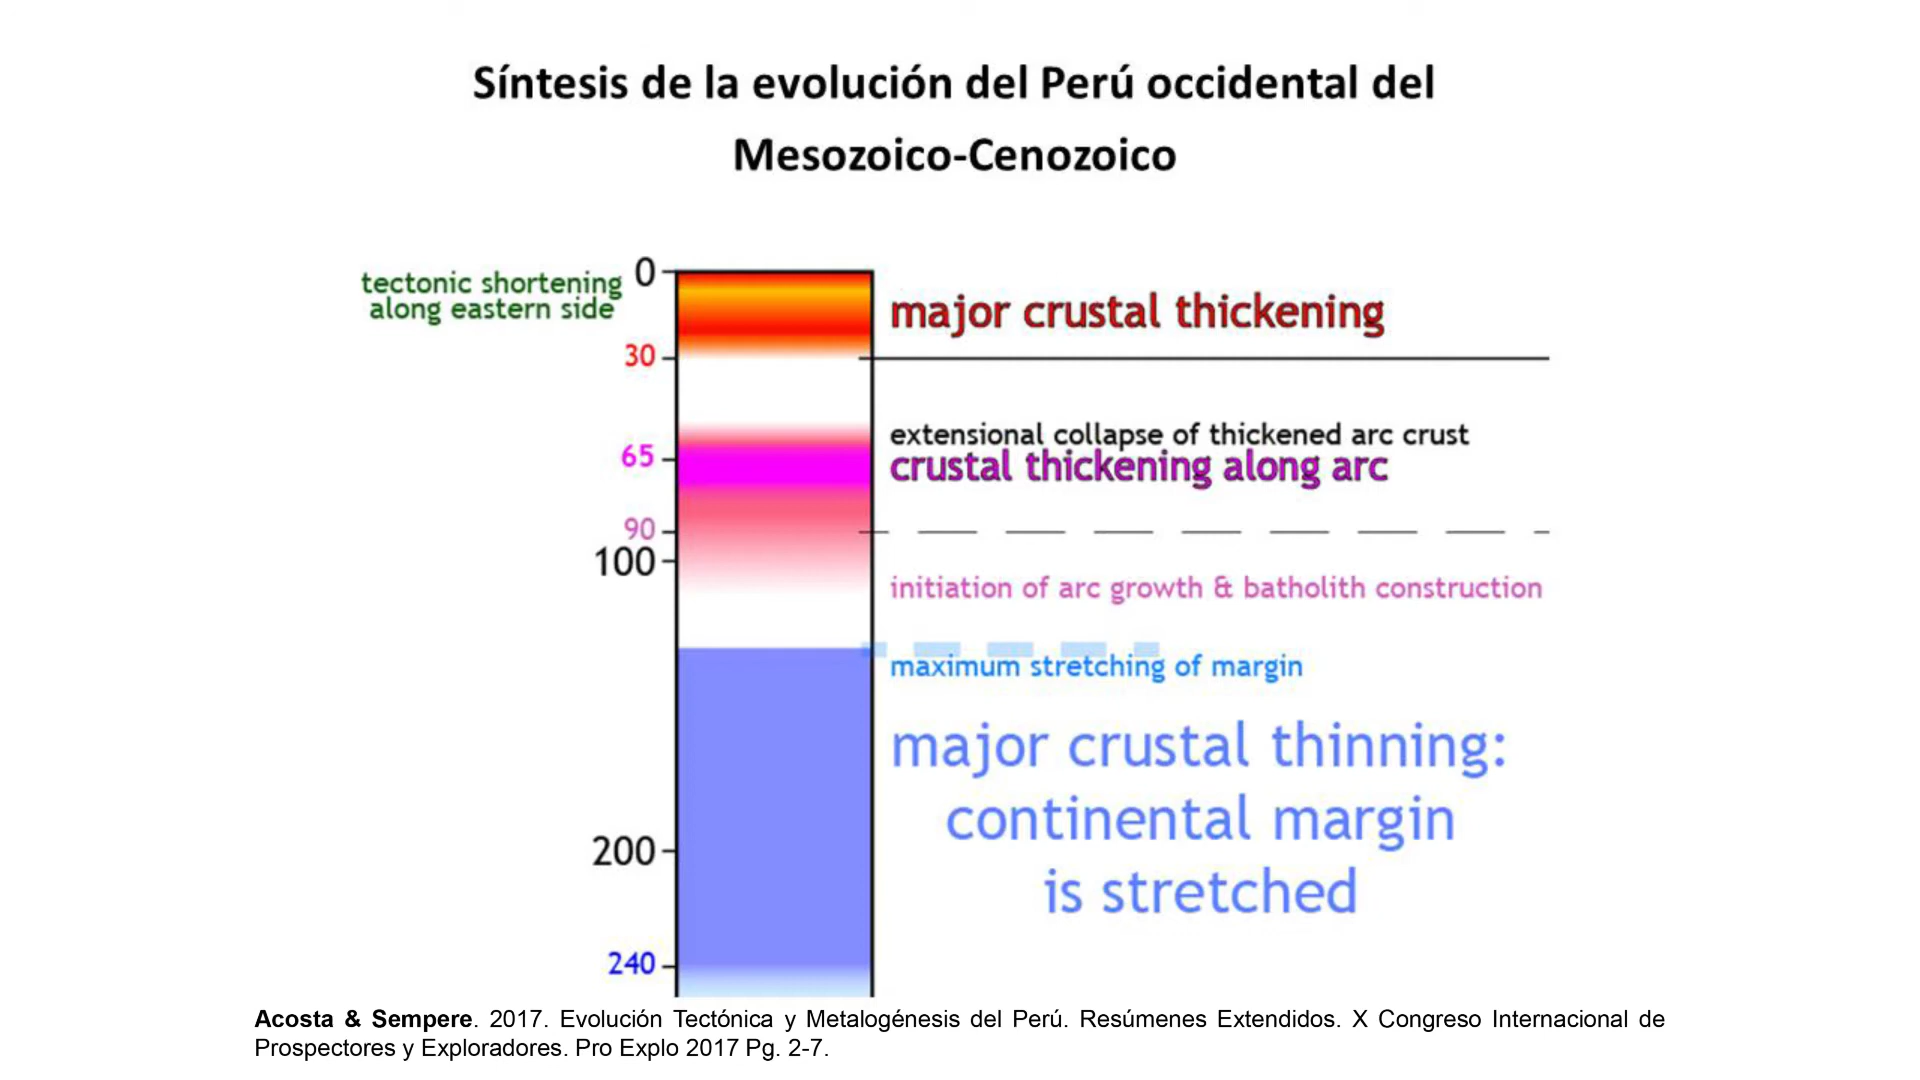 Síntesis de la evolución del Perú occidental del
Mesozoico-Cenozoico
tectonic shortening
along eastern side
0
major crustal thickening
30
extensional collapse of thickened arc crust
65
crustal thickening along arc
90
100
initiation of arc growth & batholith construction
maximum stretching of margin
major crustal thinning:
continental margin
is stretched
200
240
Acosta & Sempere. 2017. Evolución Tectónica y Metalogénesis del Perú. Resúmenes Extendidos. X Congreso Internacional de
Prospectores y Exploradores. Pro Explo 2017 Pg. 2-7.